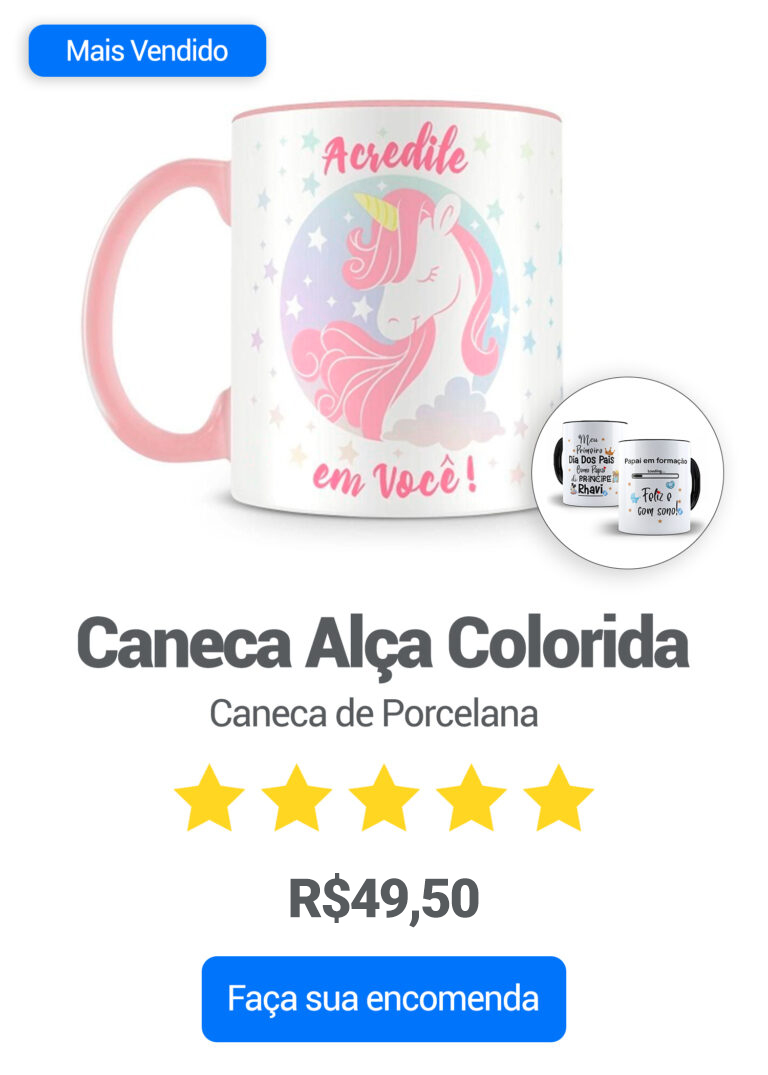 Mais Vendido
Acredite
em Você!
Meu
Primeiro
Dia Dos Pais
Como Papai
do PRÍNCIPE
Rhavi
Papai em formação
Loading...
Feliz e
com sono!
Caneca Alça Colorida
Caneca de Porcelana
R$49,50
Faça sua encomenda